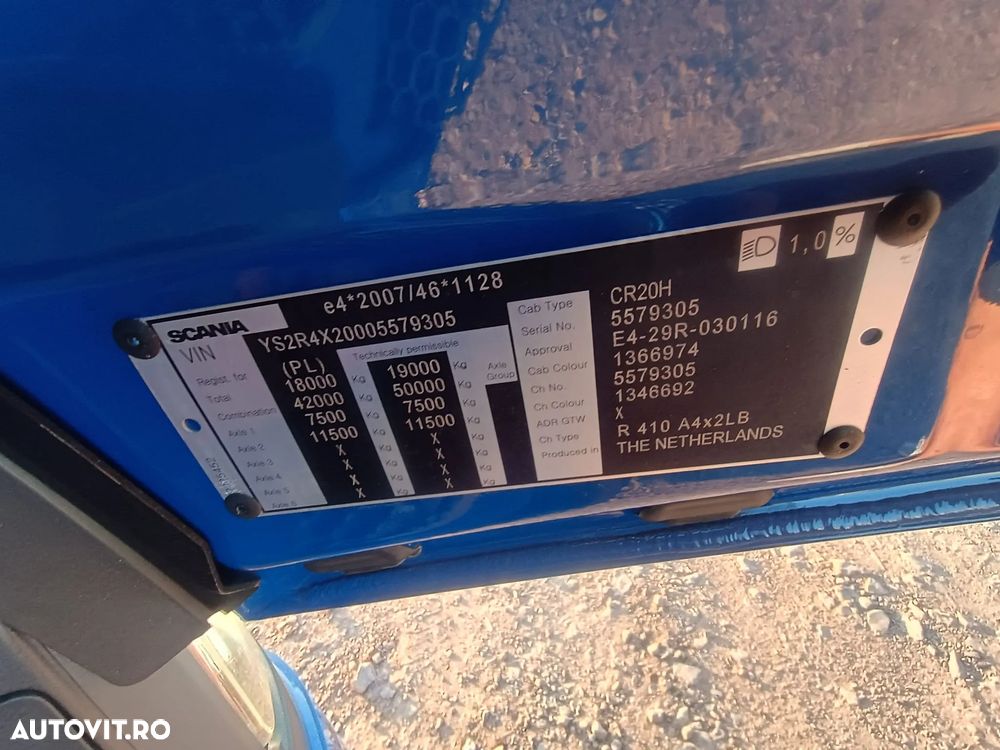 e4*2007/46*1128
SCANIA
VIN YS2R4X20005579305
Regist. for (PL) Technically permissible
Total 18000 Kg 19000 Kg Axle Group
Combination 42000 Kg 50000 Kg
Axle 1 7500 Kg 7500 Kg
Axle 2 11500 Kg 11500 Kg
Axle 3 X Kg X Kg
Axle 4 X Kg X Kg
Axle 5 X Kg X Kg
Axle 6 X Kg X Kg
1,0%
Cab Type CR20H
Serial No. 5579305
Approval E4-29R-030116
Cab Colour 1366974
Ch No. 5579305
Ch Colour 1346692
ADR GTW X
Ch Type R 410 A4x2LB
Produced in THE NETHERLANDS
AUTOVIT.RO